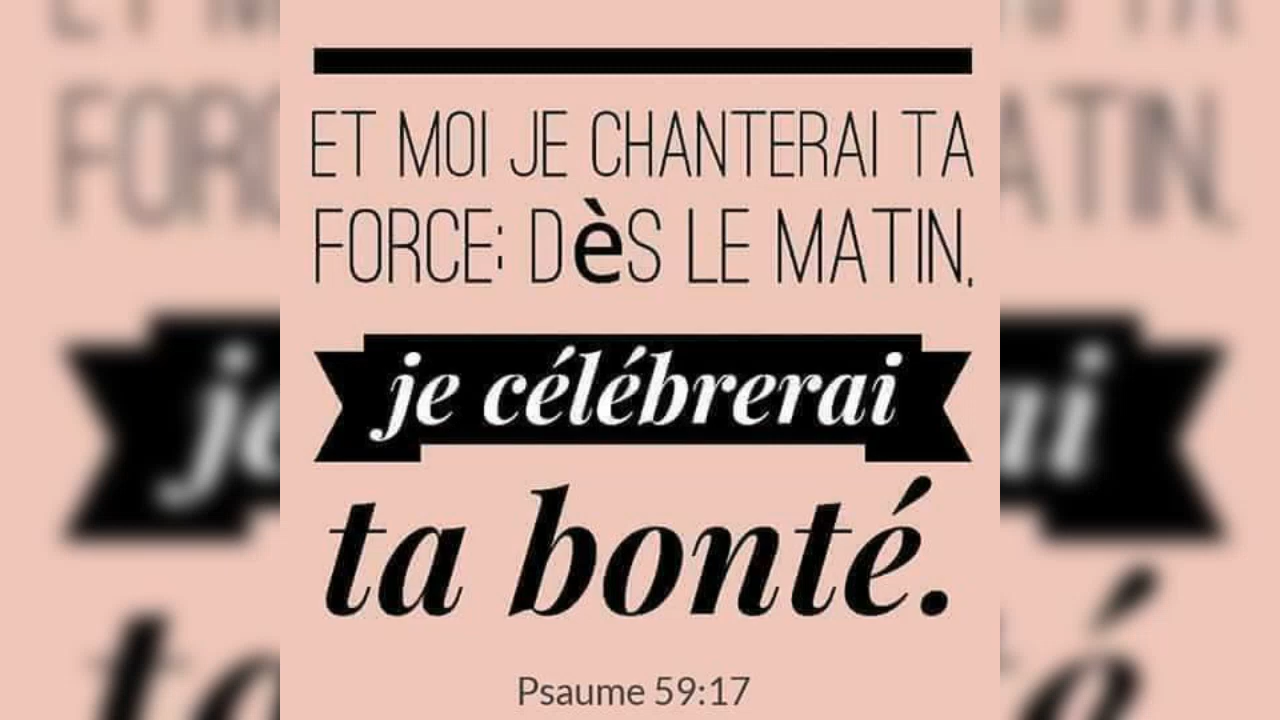 ET MOI JE CHANTERAI TA
FORCE; DèS LE MATIN,
je célébrerai
ta bonté.
Psaume 59:17